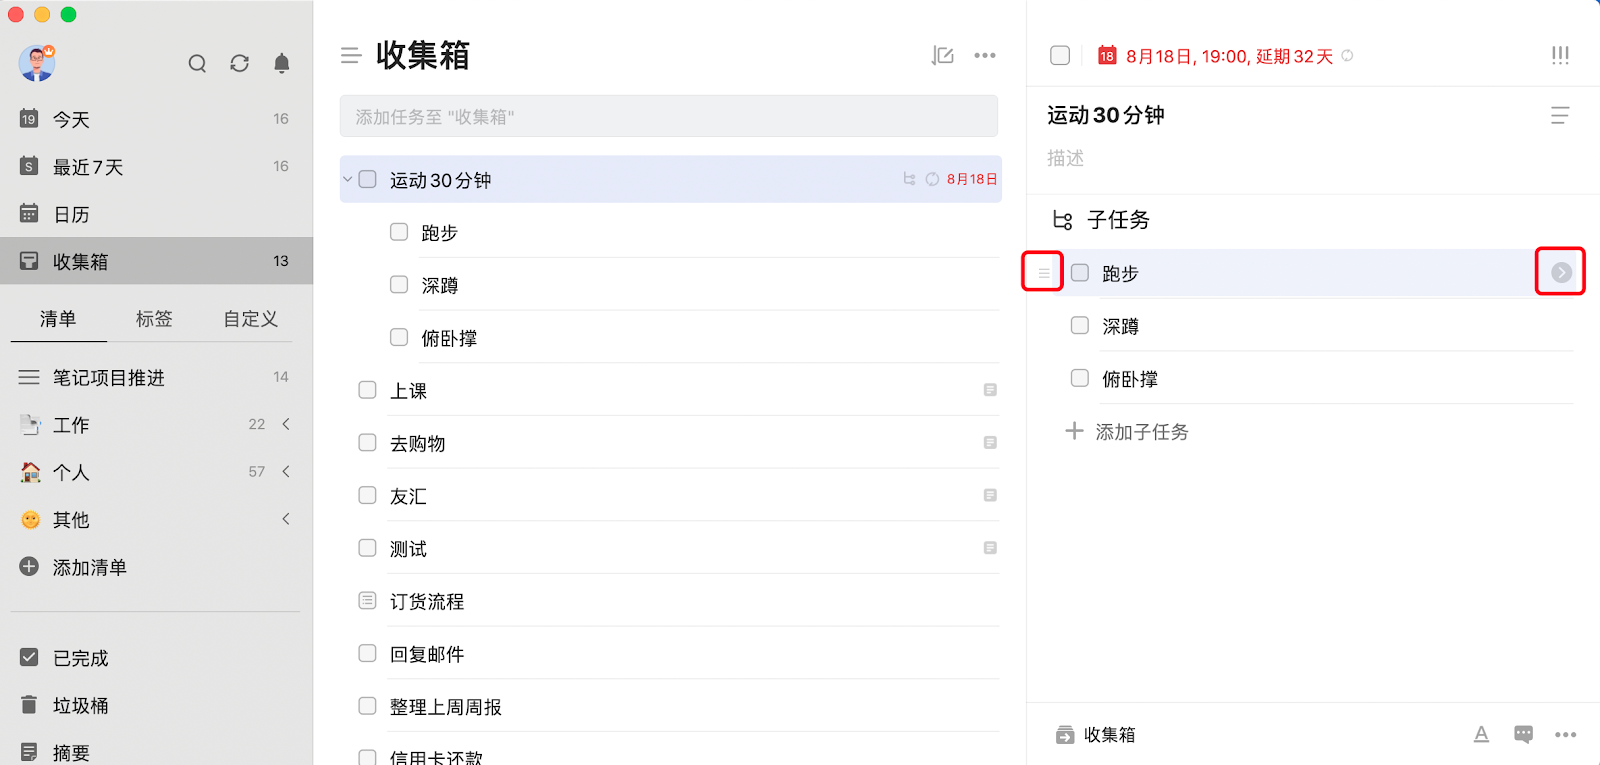 19 今天 16
S 最近7天 16
日历
收集箱 13
清单 标签 自定义
笔记项目推进 14
工作 22
个人 57
其他
添加清单
已完成
垃圾桶
摘要
收集箱
添加任务至 "收集箱"
运动30分钟 8月18日
跑步
深蹲
俯卧撑
上课
去购物
友汇
测试
订货流程
回复邮件
整理上周周报
信用卡还款
18 8月18日, 19:00, 延期32天 !!!
运动30分钟
描述
子任务
跑步
深蹲
俯卧撑
添加子任务
收集箱 A